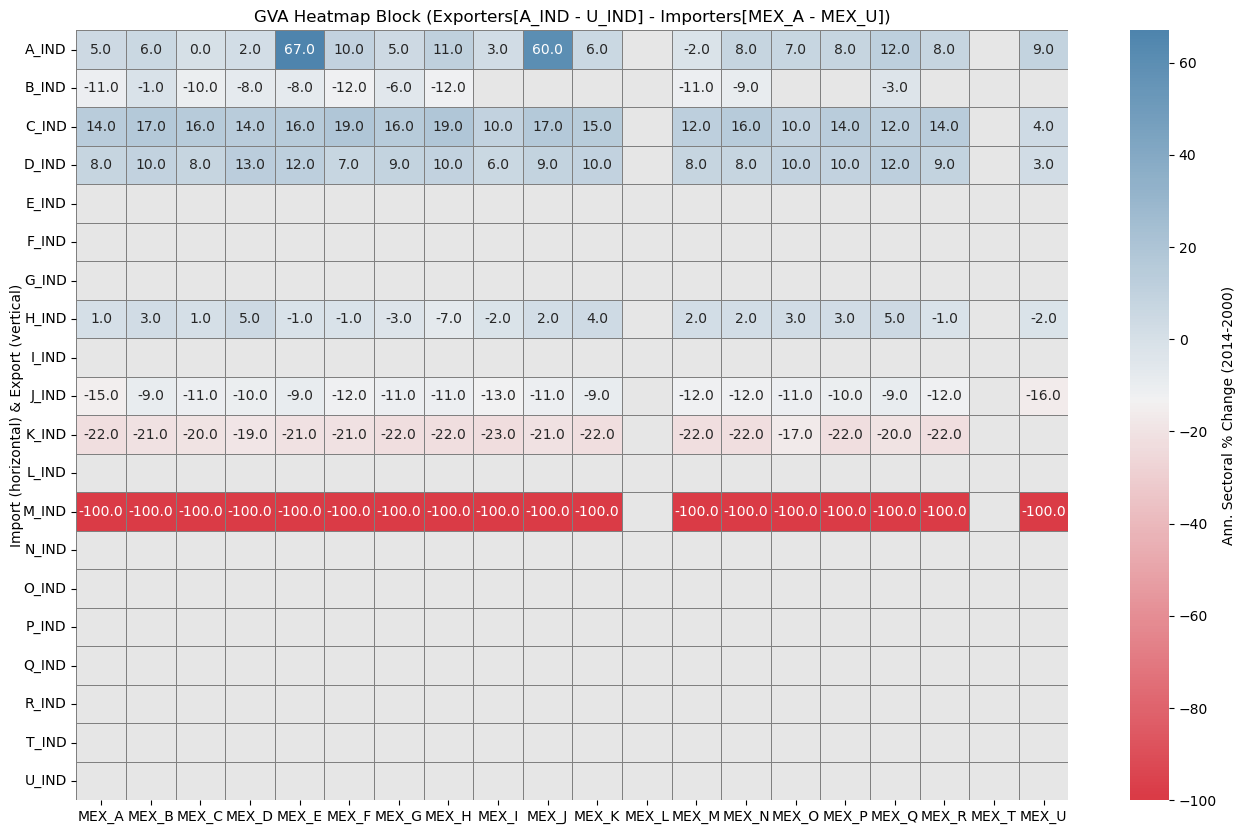 GVA Heatmap Block (Exporters[A_IND - U_IND] - Importers[MEX_A - MEX_U])
Import (horizontal) & Export (vertical)
A_IND 5.0 6.0 0.0 2.0 67.0 10.0 5.0 11.0 3.0 60.0 6.0 -2.0 8.0 7.0 8.0 12.0 8.0 9.0
B_IND -11.0 -1.0 -10.0 -8.0 -8.0 -12.0 -6.0 -12.0 -11.0 -9.0 -3.0
C_IND 14.0 17.0 16.0 14.0 16.0 19.0 16.0 19.0 10.0 17.0 15.0 12.0 16.0 10.0 14.0 12.0 14.0 4.0
D_IND 8.0 10.0 8.0 13.0 12.0 7.0 9.0 10.0 6.0 9.0 10.0 8.0 8.0 10.0 10.0 12.0 9.0 3.0
E_IND
F_IND
G_IND
H_IND 1.0 3.0 1.0 5.0 -1.0 -1.0 -3.0 -7.0 -2.0 2.0 4.0 2.0 2.0 3.0 3.0 5.0 -1.0 -2.0
I_IND
J_IND -15.0 -9.0 -11.0 -10.0 -9.0 -12.0 -11.0 -11.0 -13.0 -11.0 -9.0 -12.0 -12.0 -11.0 -10.0 -9.0 -12.0 -16.0
K_IND -22.0 -21.0 -20.0 -19.0 -21.0 -21.0 -22.0 -22.0 -23.0 -21.0 -22.0 -22.0 -22.0 -17.0 -22.0 -20.0 -22.0
L_IND
M_IND -100.0 -100.0 -100.0 -100.0 -100.0 -100.0 -100.0 -100.0 -100.0 -100.0 -100.0 -100.0 -100.0 -100.0 -100.0 -100.0 -100.0 -100.0
N_IND
O_IND
P_IND
Q_IND
R_IND
T_IND
U_IND
MEX_A MEX_B MEX_C MEX_D MEX_E MEX_F MEX_G MEX_H MEX_I MEX_J MEX_K MEX_L MEX_M MEX_N MEX_O MEX_P MEX_Q MEX_R MEX_T MEX_U
60
40
20
0
−20
−40
−60
−80
−100
Ann. Sectoral % Change (2014-2000)